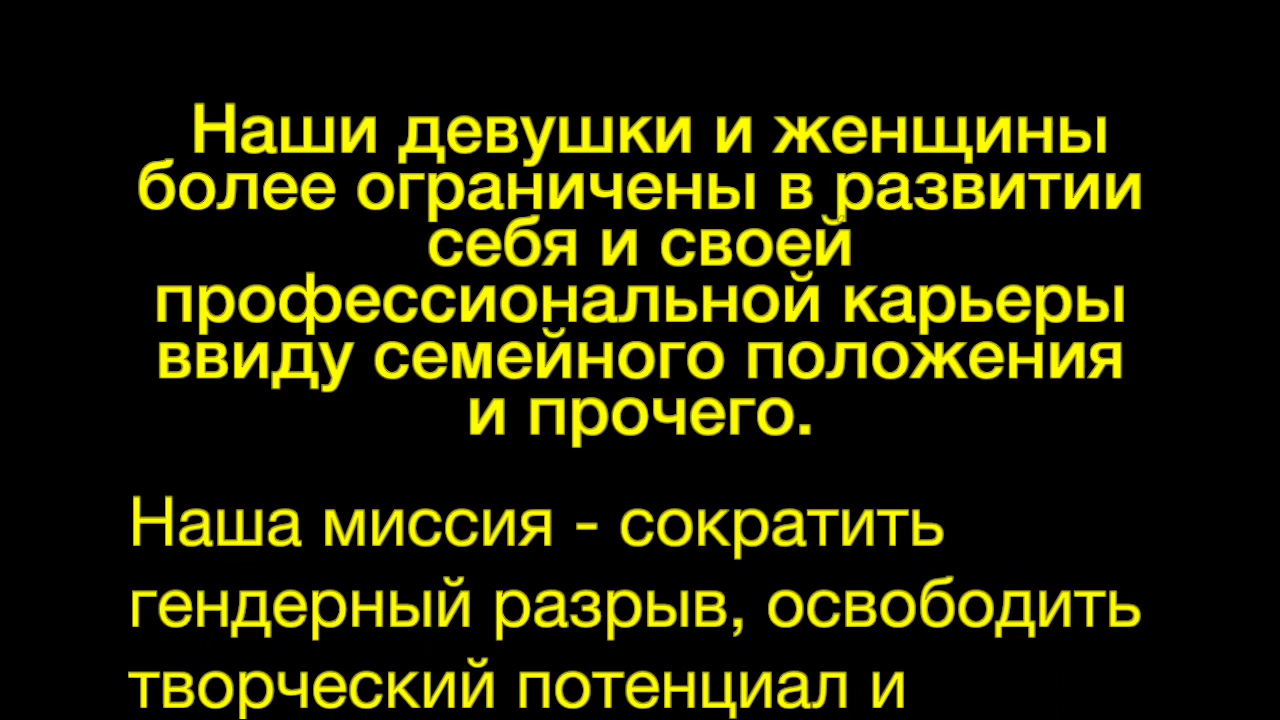 Наши девушки и женщины
более ограничены в развитии
себя и своей
профессиональной карьеры
ввиду семейного положения
и прочего.
Наша миссия - сократить
гендерный разрыв, освободить
творческий потенциал и